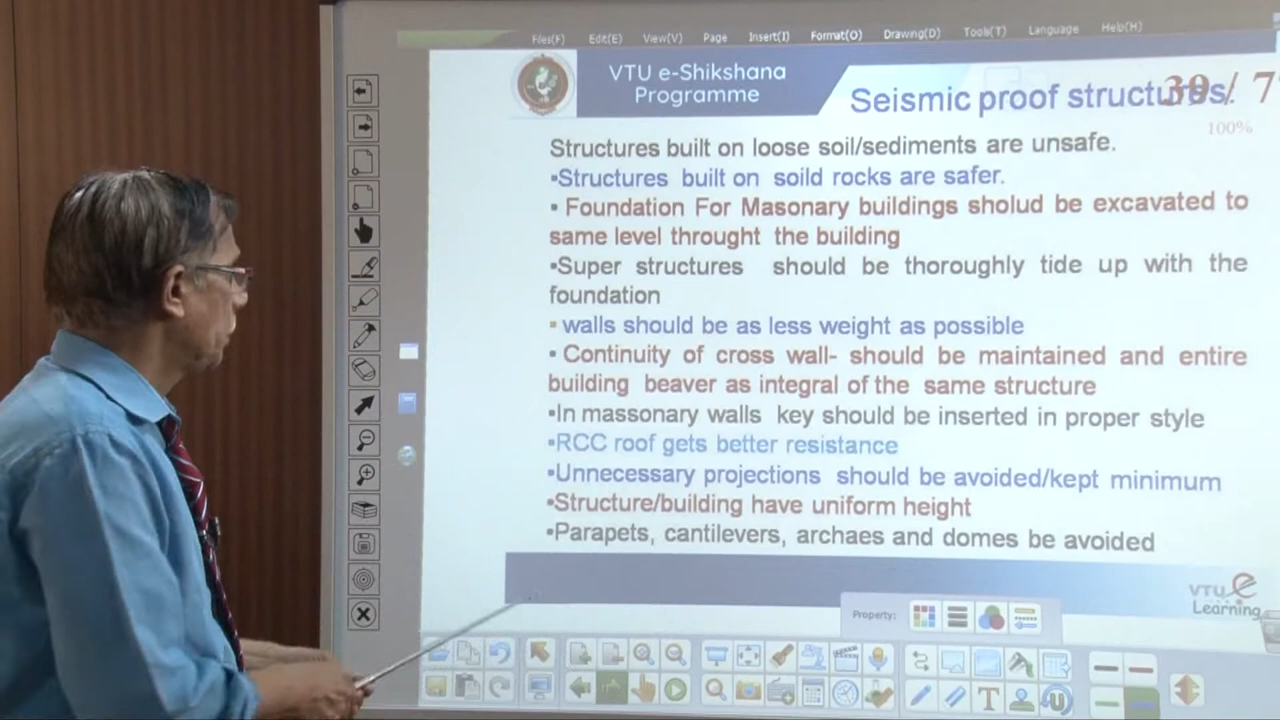 Files(F) Edit(E) View(V) Page Insert(I) Format(O) Drawing(D) Tools(T) Language Help(H)
VTU e-Shikshana
Programme
Seismic proof structures.
39 / 7
100%
Structures built on loose soil/sediments are unsafe.
▪Structures built on soild rocks are safer.
▪ Foundation For Masonary buildings sholud be excavated to
same level throught the building
▪Super structures should be thoroughly tide up with the
foundation
▪ walls should be as less weight as possible
▪ Continuity of cross wall- should be maintained and entire
building beaver as integral of the same structure
▪In massonary walls key should be inserted in proper style
▪RCC roof gets better resistance
▪Unnecessary projections should be avoided/kept minimum
▪Structure/building have uniform height
▪Parapets, cantilevers, archaes and domes be avoided
VTU e
Learning
Property: